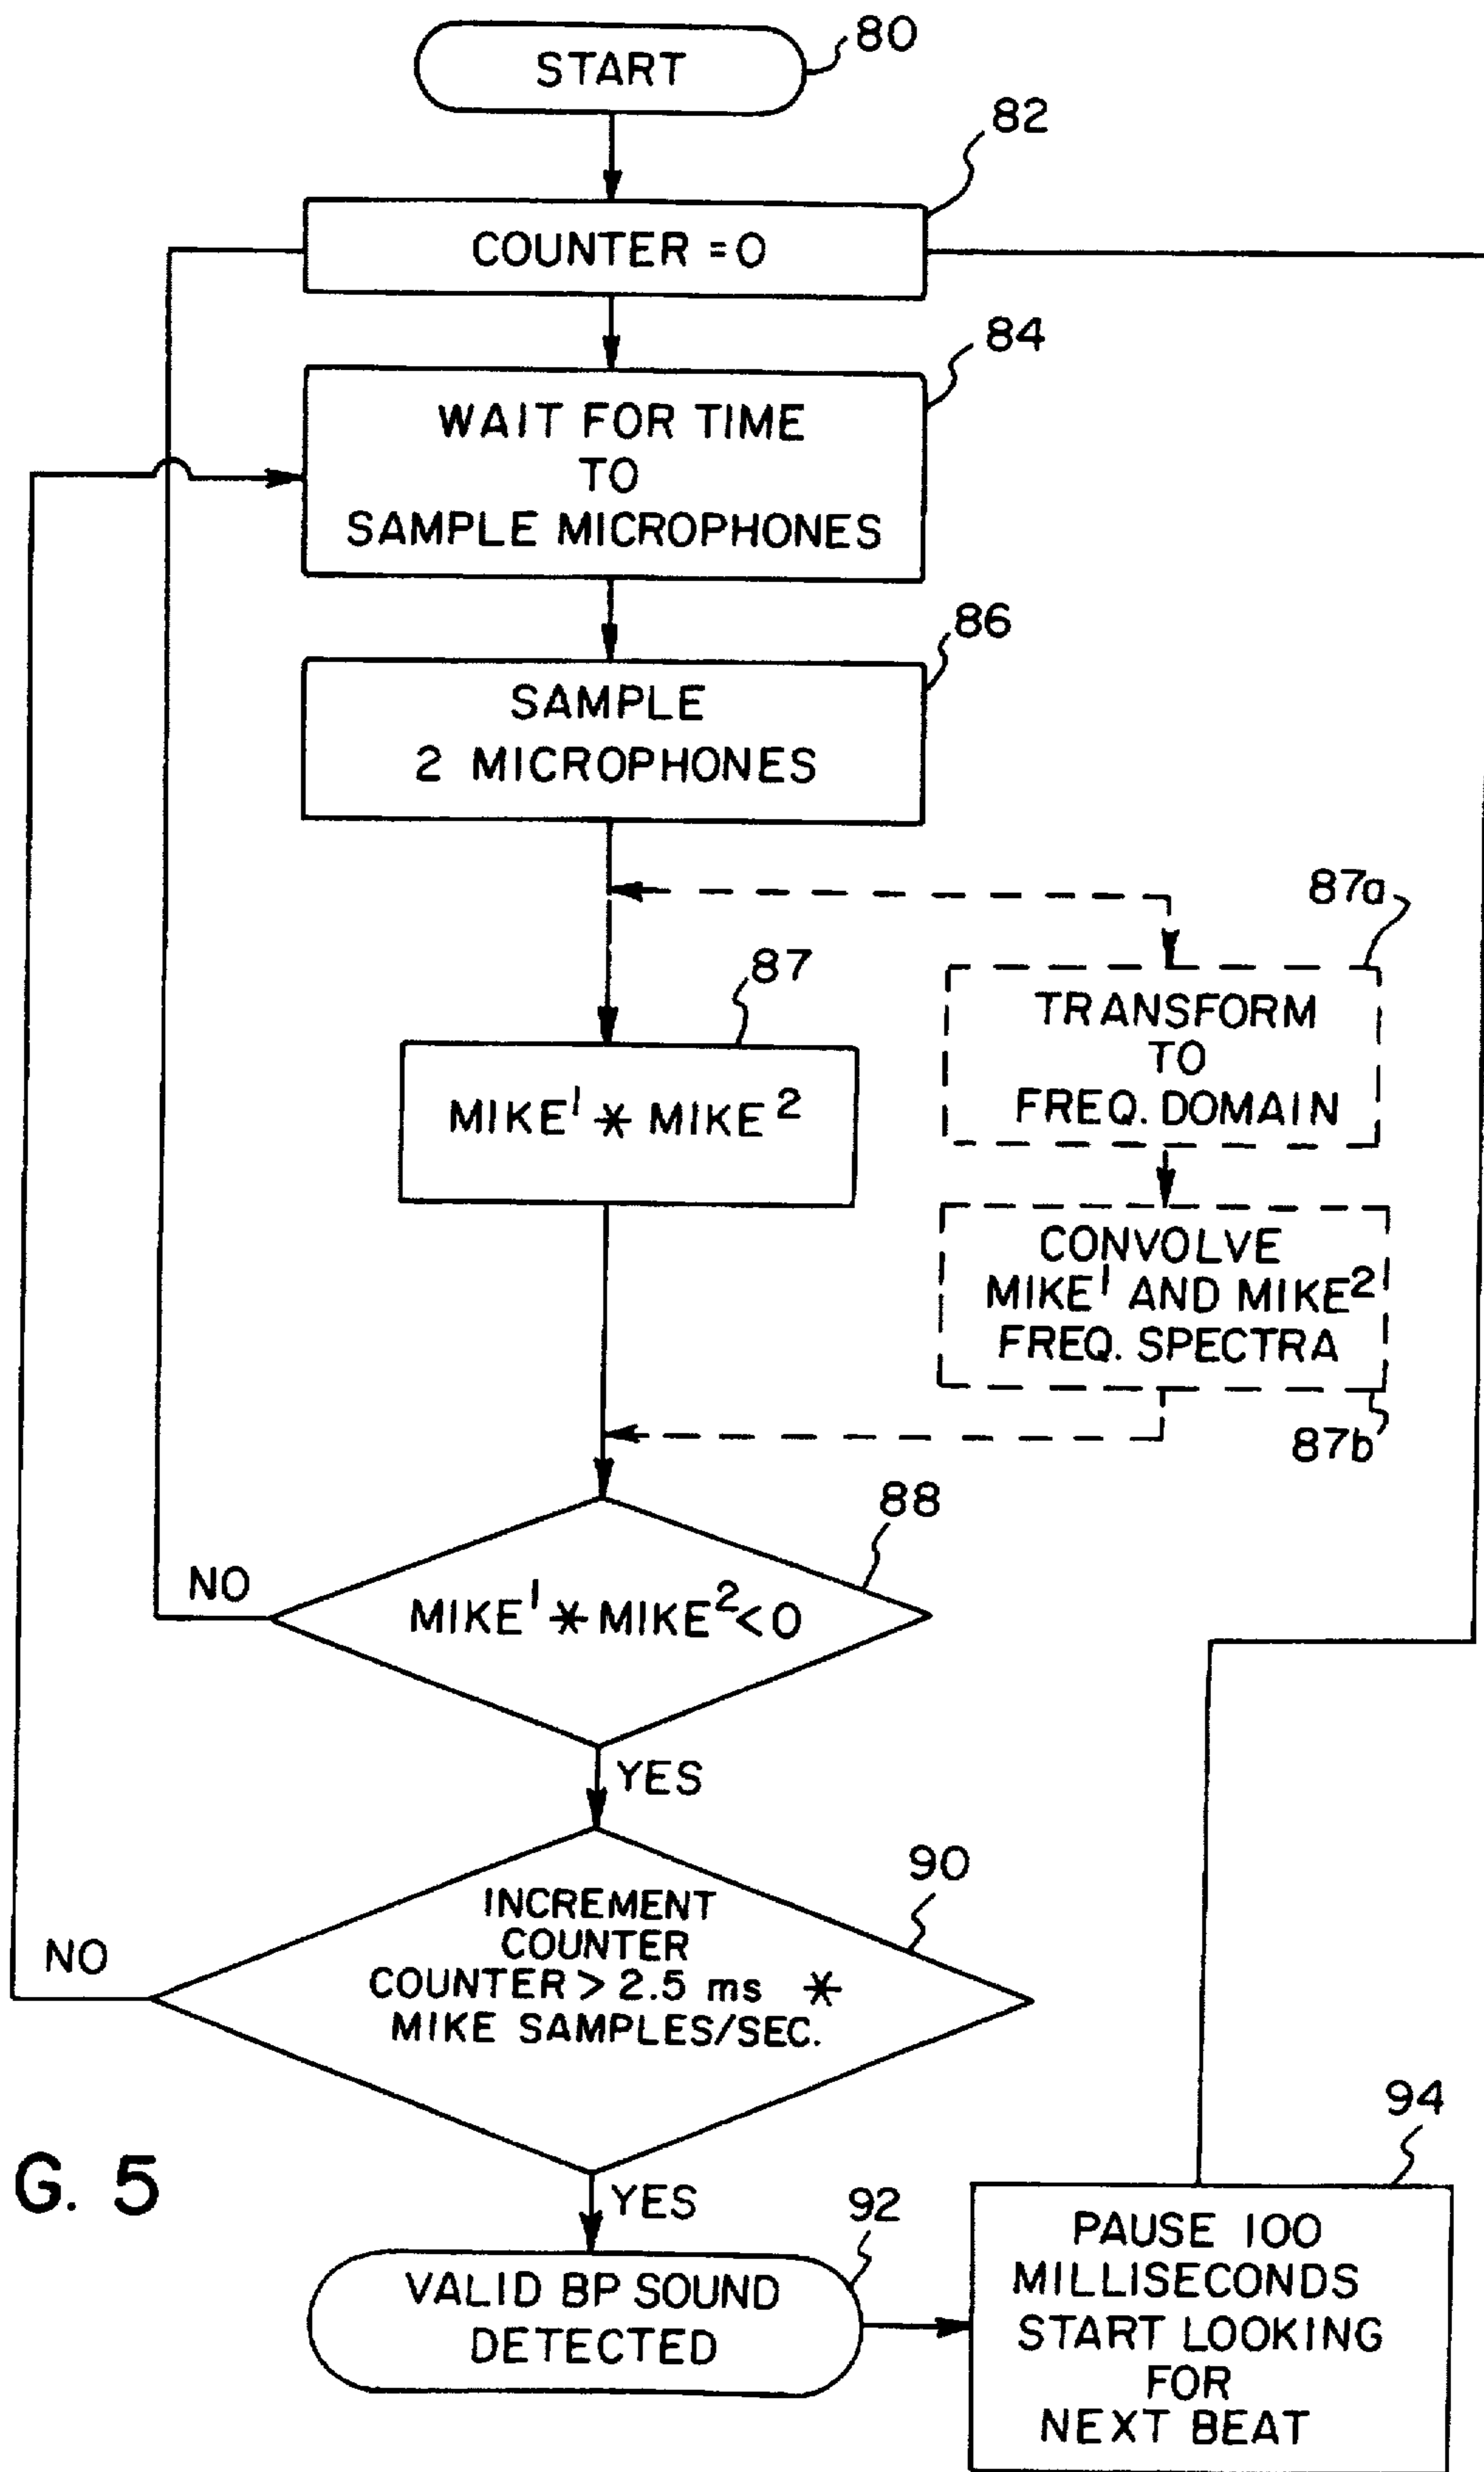 START
80
82
COUNTER = 0
84
WAIT FOR TIME
TO
SAMPLE MICROPHONES
86
SAMPLE
2 MICROPHONES
87a
87
TRANSFORM
TO
FREQ. DOMAIN
MIKE¹ * MIKE²
CONVOLVE
MIKE¹ AND MIKE²
FREQ. SPECTRA
87b
88
NO
MIKE¹ * MIKE² < 0
YES
90
INCREMENT
COUNTER
COUNTER > 2.5 ms *
MIKE SAMPLES/SEC.
NO
94
G. 5
YES
92
VALID BP SOUND
DETECTED
PAUSE 100
MILLISECONDS
START LOOKING
FOR
NEXT BEAT